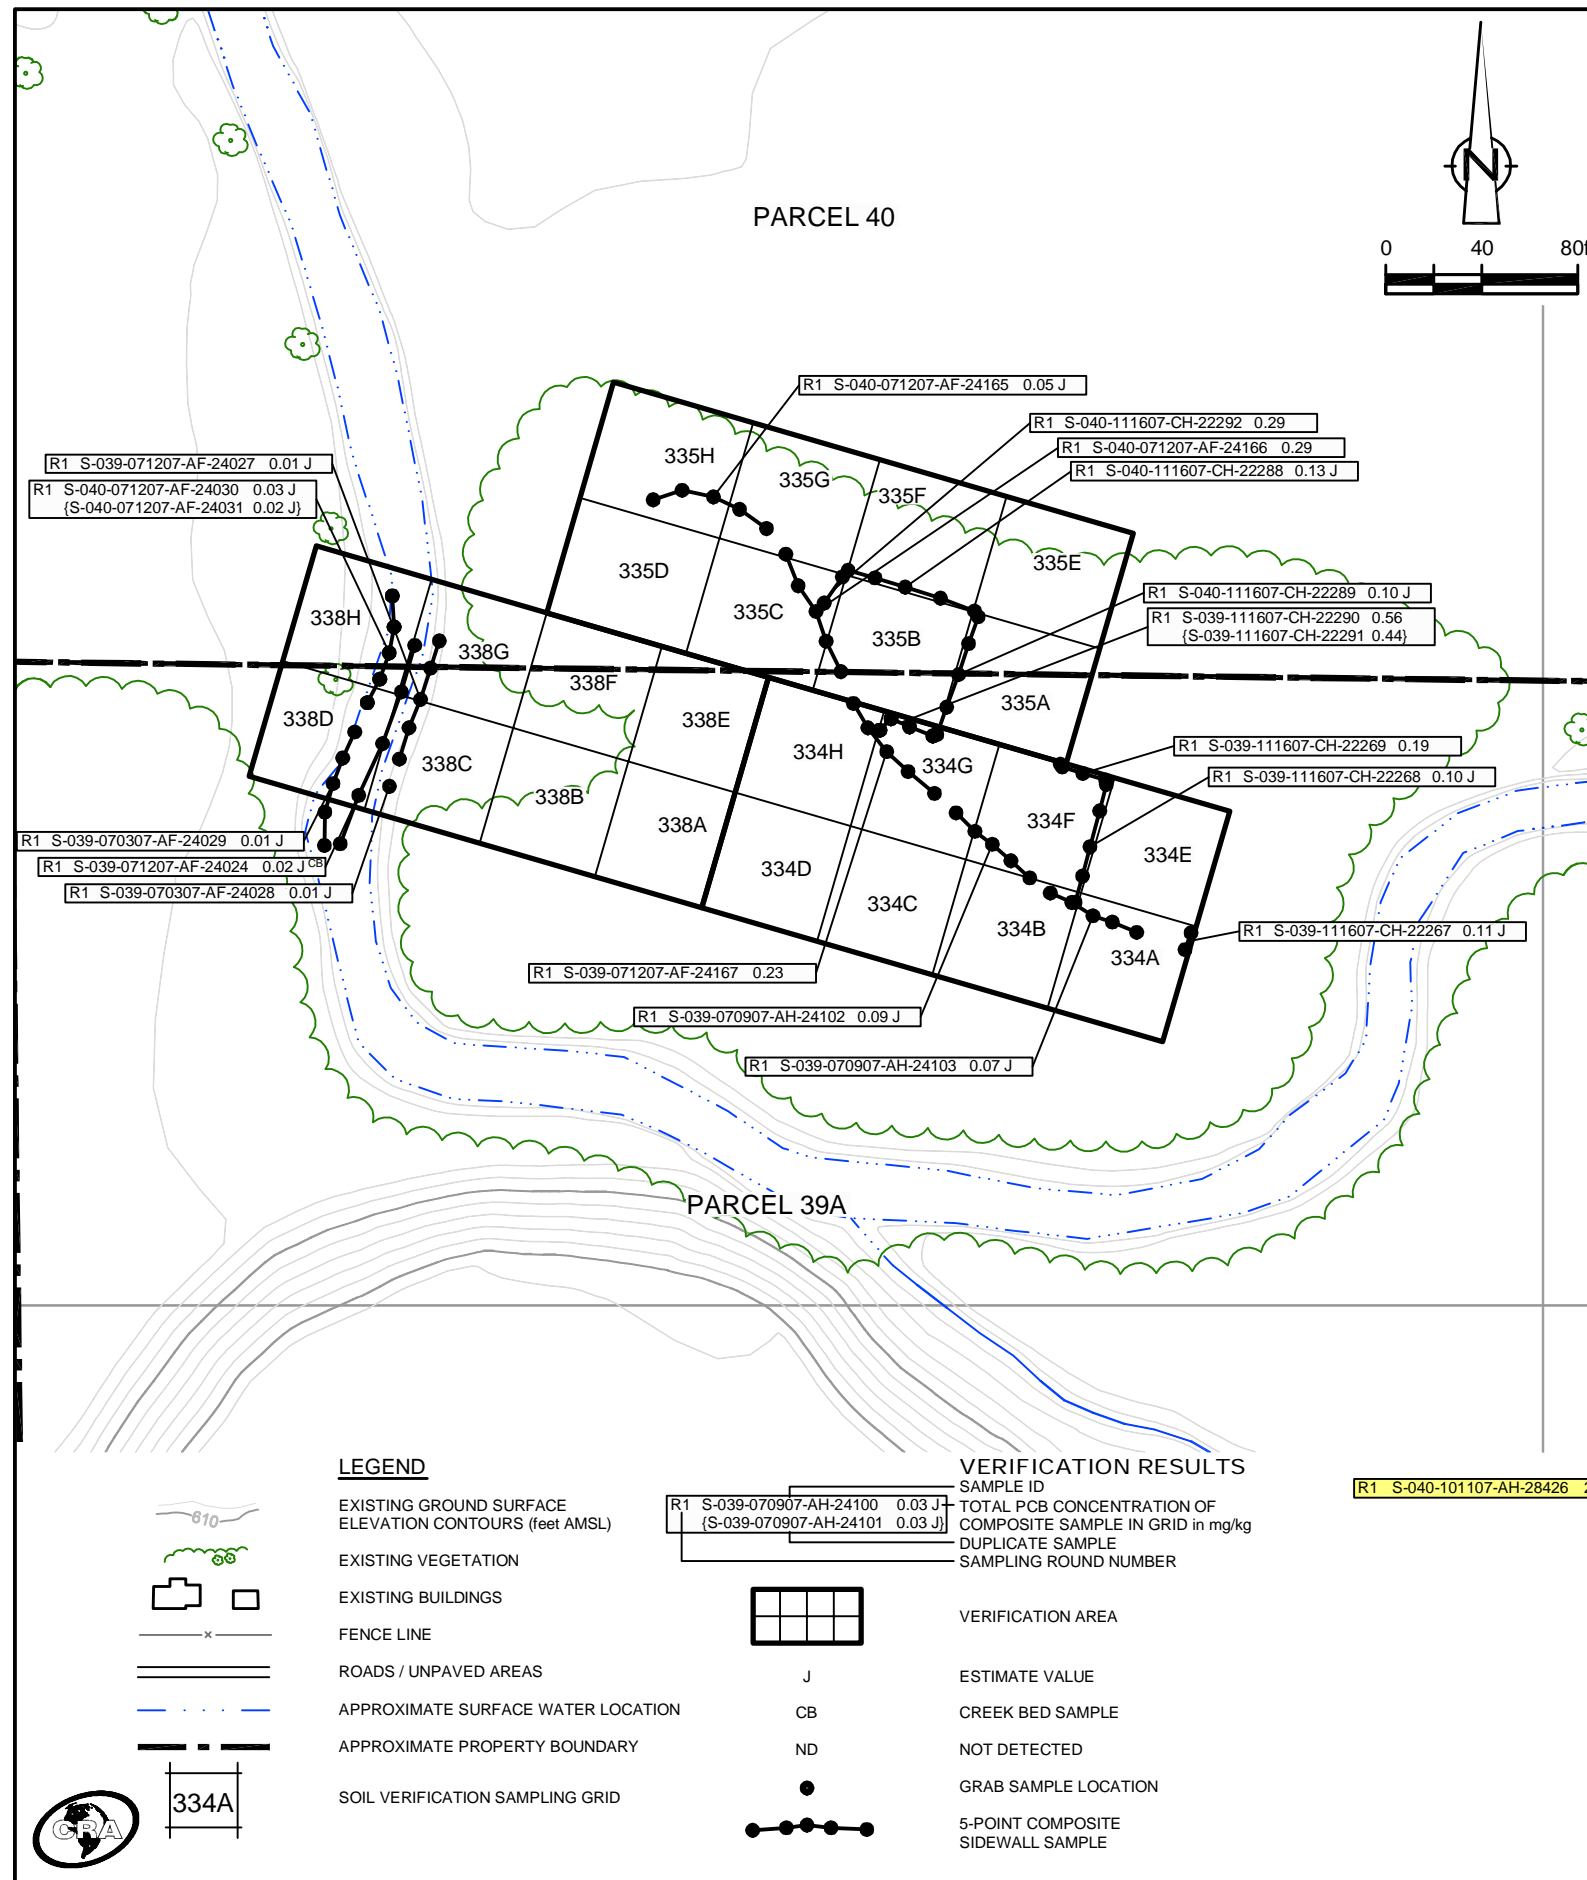 PARCEL 40
N
0 40 80f
R1 S-040-071207-AF-24165 0.05 J
R1 S-040-111607-CH-22292 0.29
R1 S-040-071207-AF-24166 0.29
R1 S-040-111607-CH-22288 0.13 J
R1 S-039-071207-AF-24027 0.01 J
R1 S-040-071207-AF-24030 0.03 J
{S-040-071207-AF-24031 0.02 J}
335H
335G
335F
335E
335D
335C
335B
335A
R1 S-040-111607-CH-22289 0.10 J
R1 S-039-111607-CH-22290 0.56
{S-039-111607-CH-22291 0.44}
338H
338G
338F
338E
338D
338C
338B
338A
334H
334G
334F
334E
334D
334C
334B
334A
R1 S-039-111607-CH-22269 0.19
R1 S-039-111607-CH-22268 0.10 J
R1 S-039-070307-AF-24029 0.01 J
R1 S-039-071207-AF-24024 0.02 J CB
R1 S-039-070307-AF-24028 0.01 J
R1 S-039-111607-CH-22267 0.11 J
R1 S-039-071207-AF-24167 0.23
R1 S-039-070907-AH-24102 0.09 J
R1 S-039-070907-AH-24103 0.07 J
PARCEL 39A
LEGEND
610
EXISTING GROUND SURFACE
ELEVATION CONTOURS (feet AMSL)
EXISTING VEGETATION
EXISTING BUILDINGS
x
FENCE LINE
ROADS / UNPAVED AREAS
APPROXIMATE SURFACE WATER LOCATION
APPROXIMATE PROPERTY BOUNDARY
334A
SOIL VERIFICATION SAMPLING GRID
CRA
VERIFICATION RESULTS
R1 S-039-070907-AH-24100 0.03 J
{S-039-070907-AH-24101 0.03 J}
SAMPLE ID
TOTAL PCB CONCENTRATION OF
COMPOSITE SAMPLE IN GRID in mg/kg
DUPLICATE SAMPLE
SAMPLING ROUND NUMBER
VERIFICATION AREA
J ESTIMATE VALUE
CB CREEK BED SAMPLE
ND NOT DETECTED
GRAB SAMPLE LOCATION
5-POINT COMPOSITE
SIDEWALL SAMPLE
R1 S-040-101107-AH-28426